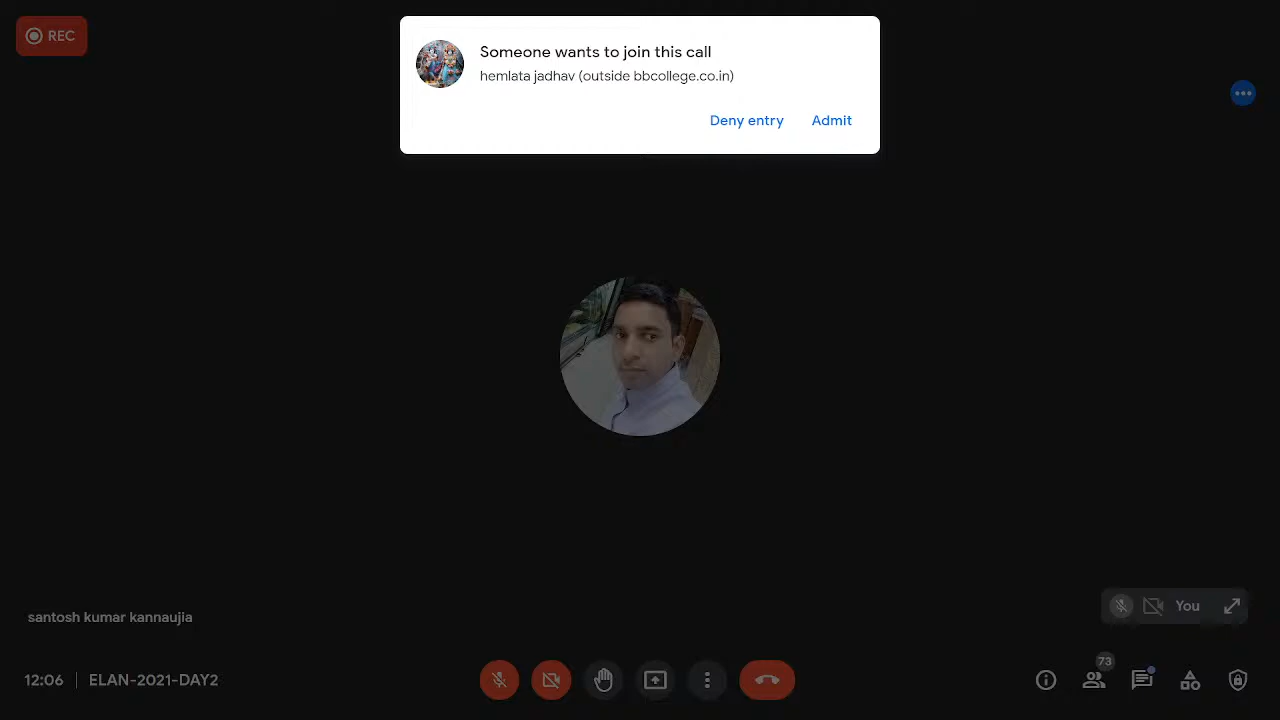 REC
Someone wants to join this call
hemlata jadhav (outside bbcollege.co.in)
Deny entry Admit
santosh kumar kannaujia
You
12:06 | ELAN-2021-DAY2
73